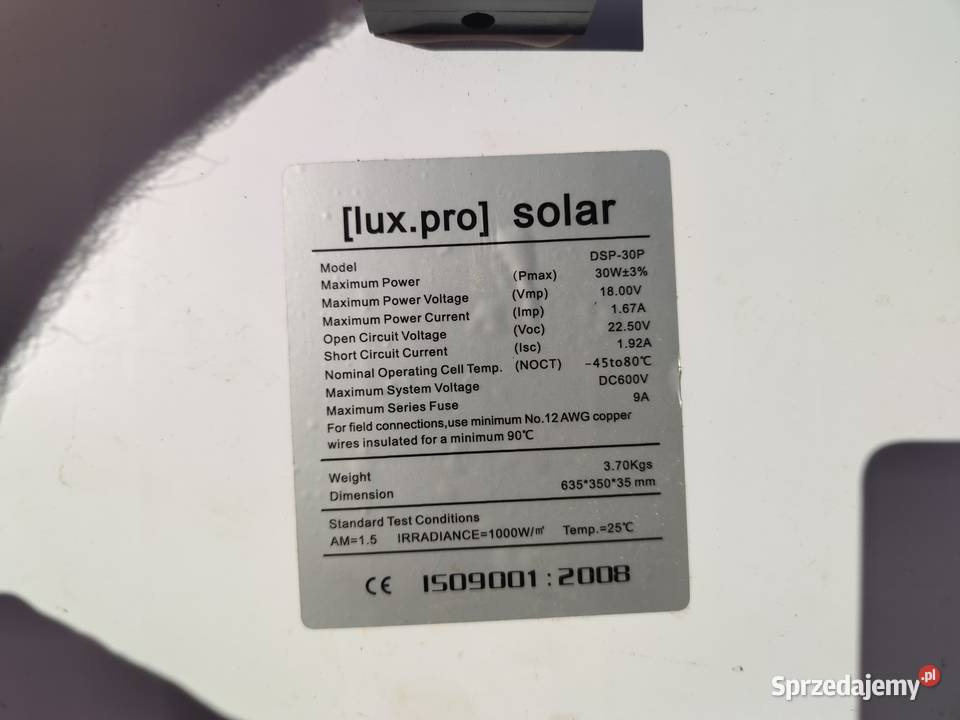 [lux.pro] solar
Model DSP-30P
Maximum Power (Pmax) 30W±3%
Maximum Power Voltage (Vmp) 18.00V
Maximum Power Current (Imp) 1.67A
Open Circuit Voltage (Voc) 22.50V
Short Circuit Current (Isc) 1.92A
Nominal Operating Cell Temp. (NOCT) -45to80℃
Maximum System Voltage DC600V
Maximum Series Fuse 9A
For field connections,use minimum No.12 AWG copper
wires insulated for a minimum 90℃
Weight 3.70Kgs
Dimension 635*350*35 mm
Standard Test Conditions
AM=1.5 IRRADIANCE=1000W/㎡ Temp.=25℃
CE ISO9001:2008
Sprzedajemy.pl